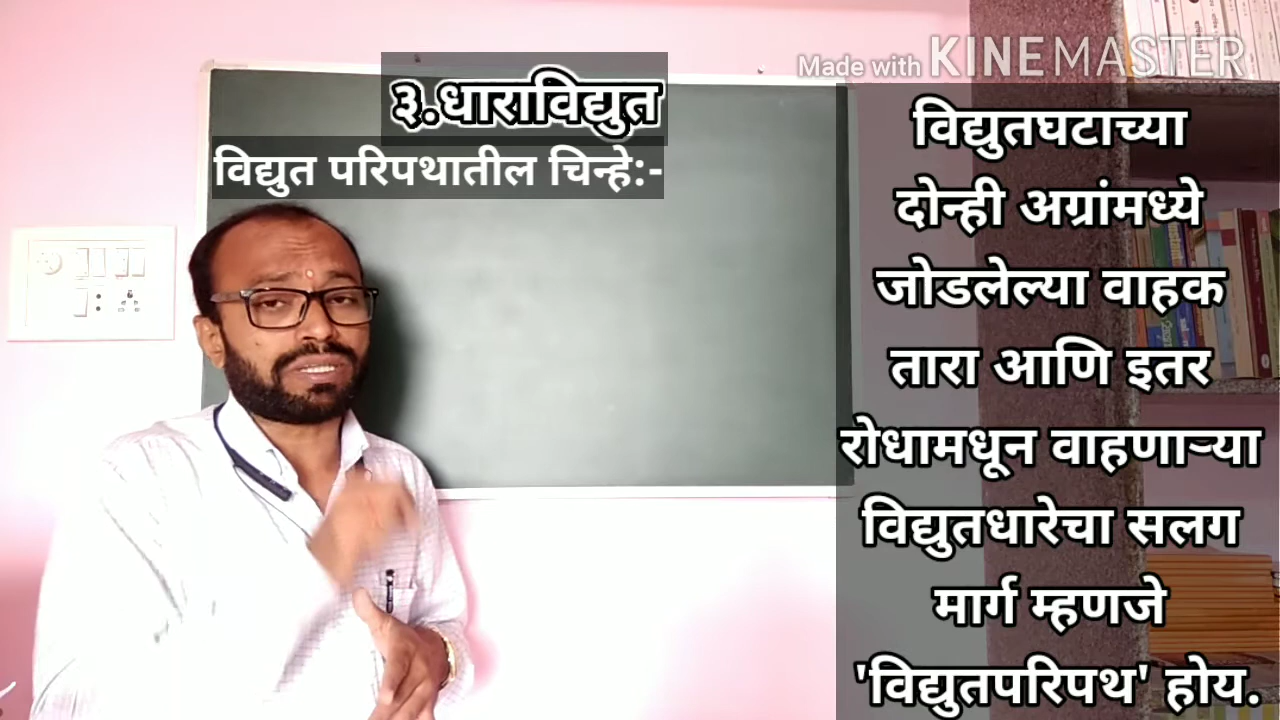 Made with KINEMASTER
३.धाराविद्युत
विद्युत परिपथातील चिन्हे:-
विद्युतघटाच्या
दोन्ही अग्रांमध्ये
जोडलेल्या वाहक
तारा आणि इतर
रोधामधून वाहणाऱ्या
विद्युतधारेचा सलग
मार्ग म्हणजे
'विद्युतपरिपथ' होय.